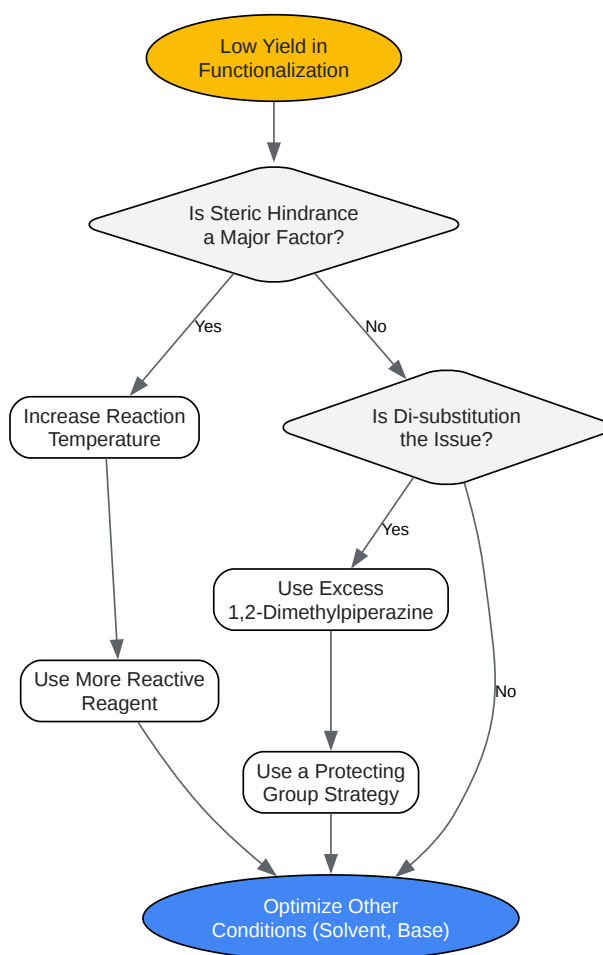 Low Yield in
Functionalization
Is Steric Hindrance
a Major Factor?
Yes
No
Increase Reaction
Temperature
Is Di-substitution
the Issue?
Yes
Use Excess
1,2-Dimethylpiperazine
Use More Reactive
Reagent
No
Use a Protecting
Group Strategy
Optimize Other
Conditions (Solvent, Base)